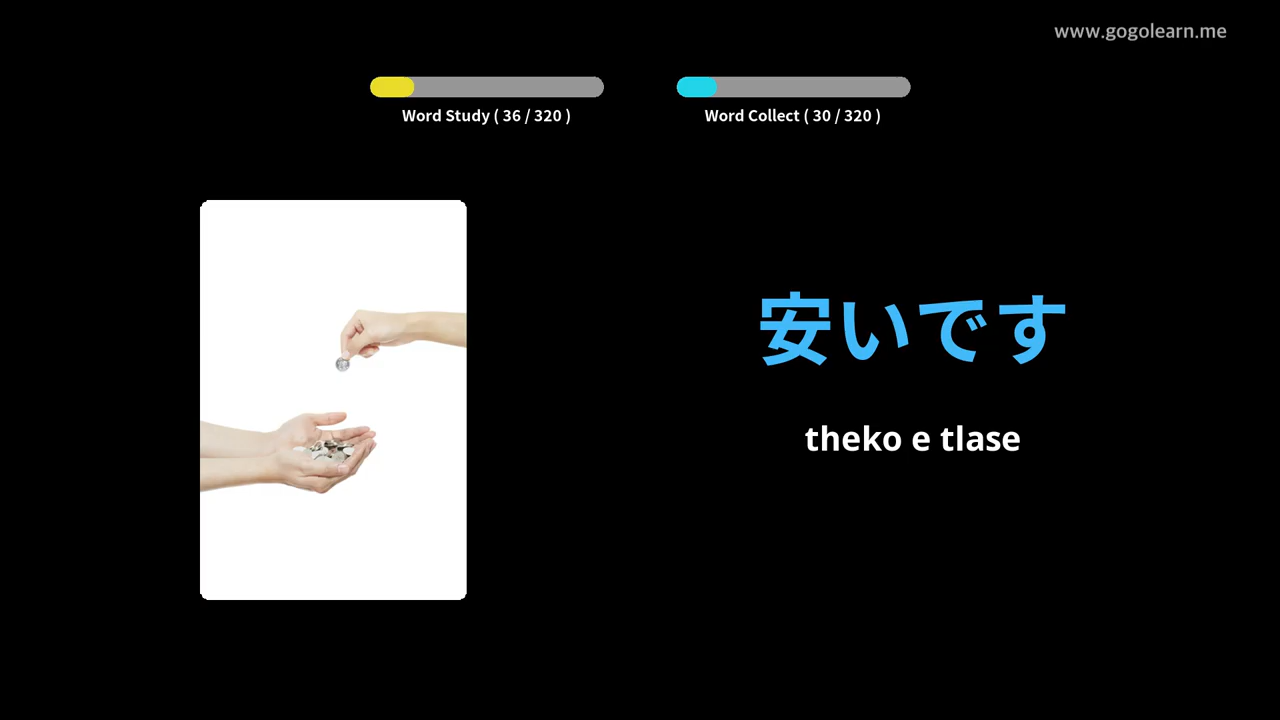 www.gogolearn.me
Word Study ( 36 / 320 )
Word Collect ( 30 / 320 )
安いです
theko e tlase